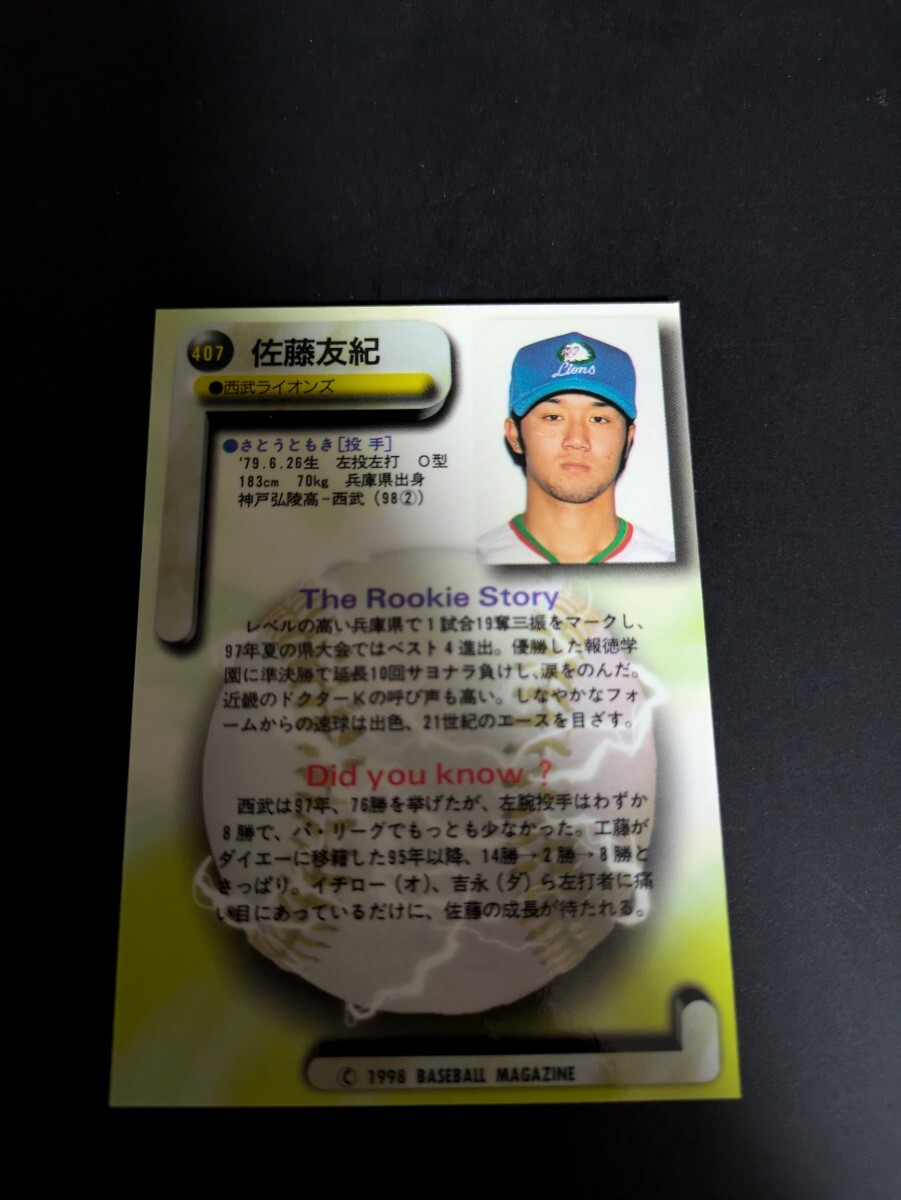 407 佐藤友紀
●西武ライオンズ
Lions
●さとうともき[投 手]
'79.6.26生 左投左打 O型
183cm 70kg 兵庫県出身
神戸弘陵高−西武（98②）
The Rookie Story
レベルの高い兵庫県で１試合19奪三振をマークし、
97年夏の県大会ではベスト４進出。優勝した報徳学
園に準決勝で延長10回サヨナラ負けし、涙をのんだ。
近畿のドクターＫの呼び声も高い。しなやかなフォ
ームからの速球は出色、21世紀のエースを目ざす。
Did you know ?
西武は97年、76勝を挙げたが、左腕投手はわずか
８勝で、パ・リーグでもっとも少なかった。工藤が
ダイエーに移籍した95年以降、14勝→２勝→８勝と
さっぱり。イチロー（オ）、吉永（ダ）ら左打者に痛
い目にあっているだけに、佐藤の成長が待たれる。
© 1998 BASEBALL MAGAZINE